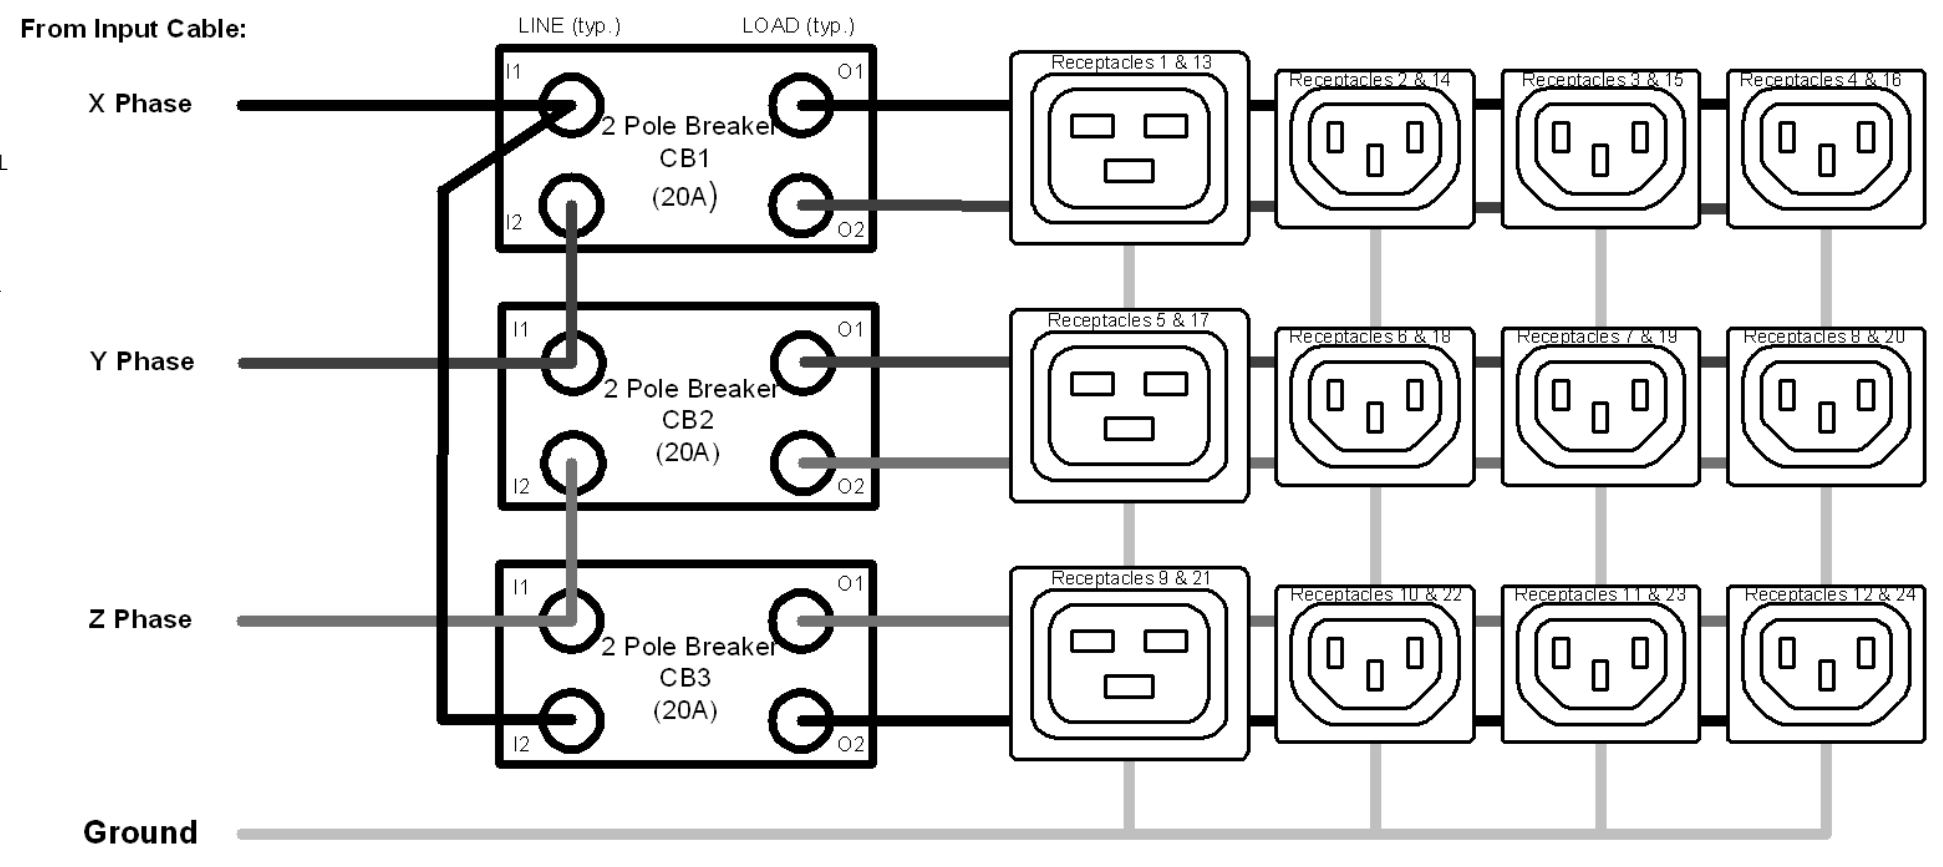 From Input Cable:
LINE (typ.)
LOAD (typ.)
X Phase
I1
O1
2 Pole Breaker
CB1
(20A)
I2
O2
Receptacles 1 & 13
Receptacles 2 & 14
Receptacles 3 & 15
Receptacles 4 & 16
Y Phase
I1
O1
2 Pole Breaker
CB2
(20A)
I2
O2
Receptacles 5 & 17
Receptacles 6 & 18
Receptacles 7 & 19
Receptacles 8 & 20
Z Phase
I1
O1
2 Pole Breaker
CB3
(20A)
I2
O2
Receptacles 9 & 21
Receptacles 10 & 22
Receptacles 11 & 23
Receptacles 12 & 24
Ground